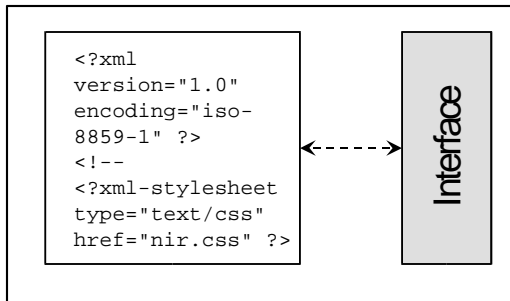 <?xml
version="1.0"
encoding="iso-
8859-1" ?>
<!--
<?xml-stylesheet
type="text/css"
href="nir.css" ?>
Interface